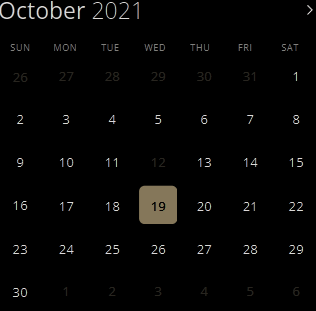 October 2021
SUN MON TUE WED THU FRI SAT
26 27 28 29 30 31 1
2 3 4 5 6 7 8
9 10 11 12 13 14 15
16 17 18 19 20 21 22
23 24 25 26 27 28 29
30 1 2 3 4 5 6